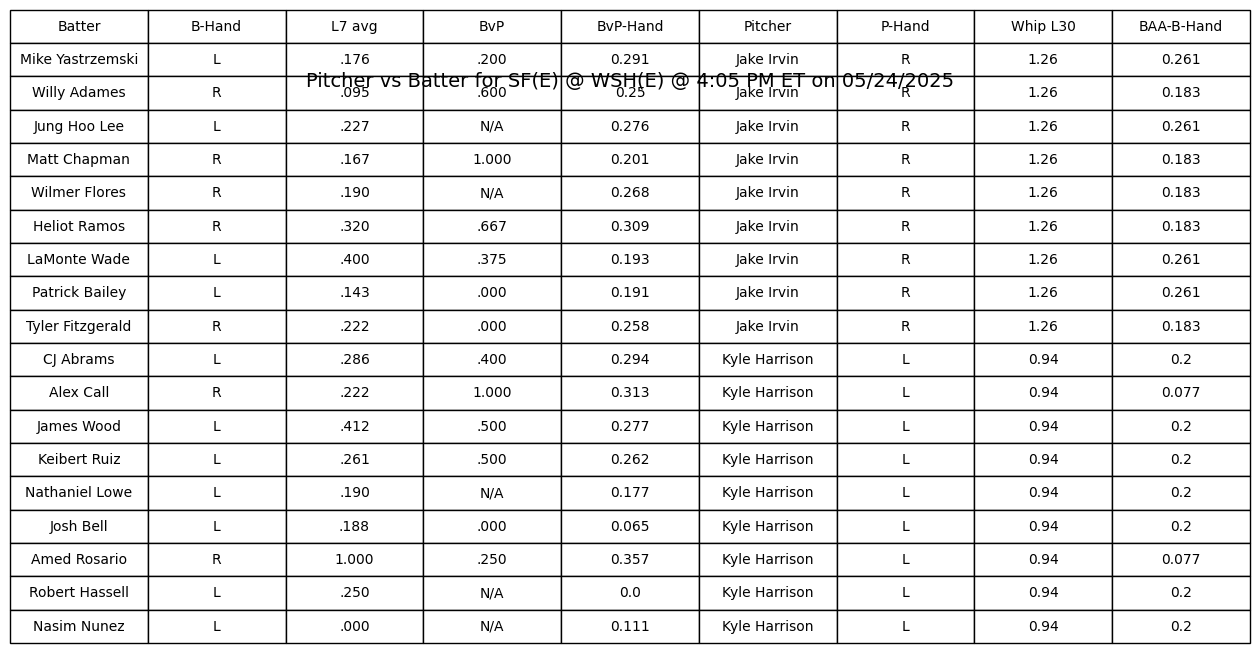 Batter B-Hand L7 avg BvP BvP-Hand Pitcher P-Hand Whip L30 BAA-B-Hand
Mike Yastrzemski L .176 .200 0.291 Jake Irvin R 1.26 0.261
Pitcher vs Batter for SF(E) @ WSH(E) @ 4:05 PM ET on 05/24/2025
Willy Adames R .095 .600 0.25 Jake Irvin R 1.26 0.183
Jung Hoo Lee L .227 N/A 0.276 Jake Irvin R 1.26 0.261
Matt Chapman R .167 1.000 0.201 Jake Irvin R 1.26 0.183
Wilmer Flores R .190 N/A 0.268 Jake Irvin R 1.26 0.183
Heliot Ramos R .320 .667 0.309 Jake Irvin R 1.26 0.183
LaMonte Wade L .400 .375 0.193 Jake Irvin R 1.26 0.261
Patrick Bailey L .143 .000 0.191 Jake Irvin R 1.26 0.261
Tyler Fitzgerald R .222 .000 0.258 Jake Irvin R 1.26 0.183
CJ Abrams L .286 .400 0.294 Kyle Harrison L 0.94 0.2
Alex Call R .222 1.000 0.313 Kyle Harrison L 0.94 0.077
James Wood L .412 .500 0.277 Kyle Harrison L 0.94 0.2
Keibert Ruiz L .261 .500 0.262 Kyle Harrison L 0.94 0.2
Nathaniel Lowe L .190 N/A 0.177 Kyle Harrison L 0.94 0.2
Josh Bell L .188 .000 0.065 Kyle Harrison L 0.94 0.2
Amed Rosario R 1.000 .250 0.357 Kyle Harrison L 0.94 0.077
Robert Hassell L .250 N/A 0.0 Kyle Harrison L 0.94 0.2
Nasim Nunez L .000 N/A 0.111 Kyle Harrison L 0.94 0.2